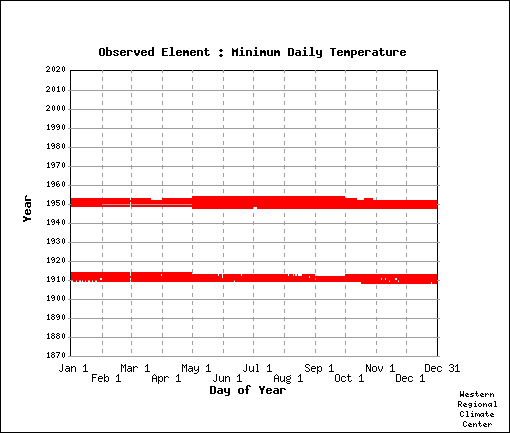 Observed Element : Minimum Daily Temperature
2020
2010
2000
1990
1980
1970
1960
1950
1940
1930
1920
1910
1900
1890
1880
1870
Year
Jan 1 Mar 1 May 1 Jul 1 Sep 1 Nov 1 Dec 31
Feb 1 Apr 1 Jun 1 Aug 1 Oct 1 Dec 1
Day of Year
Western
Regional
Climate
Center